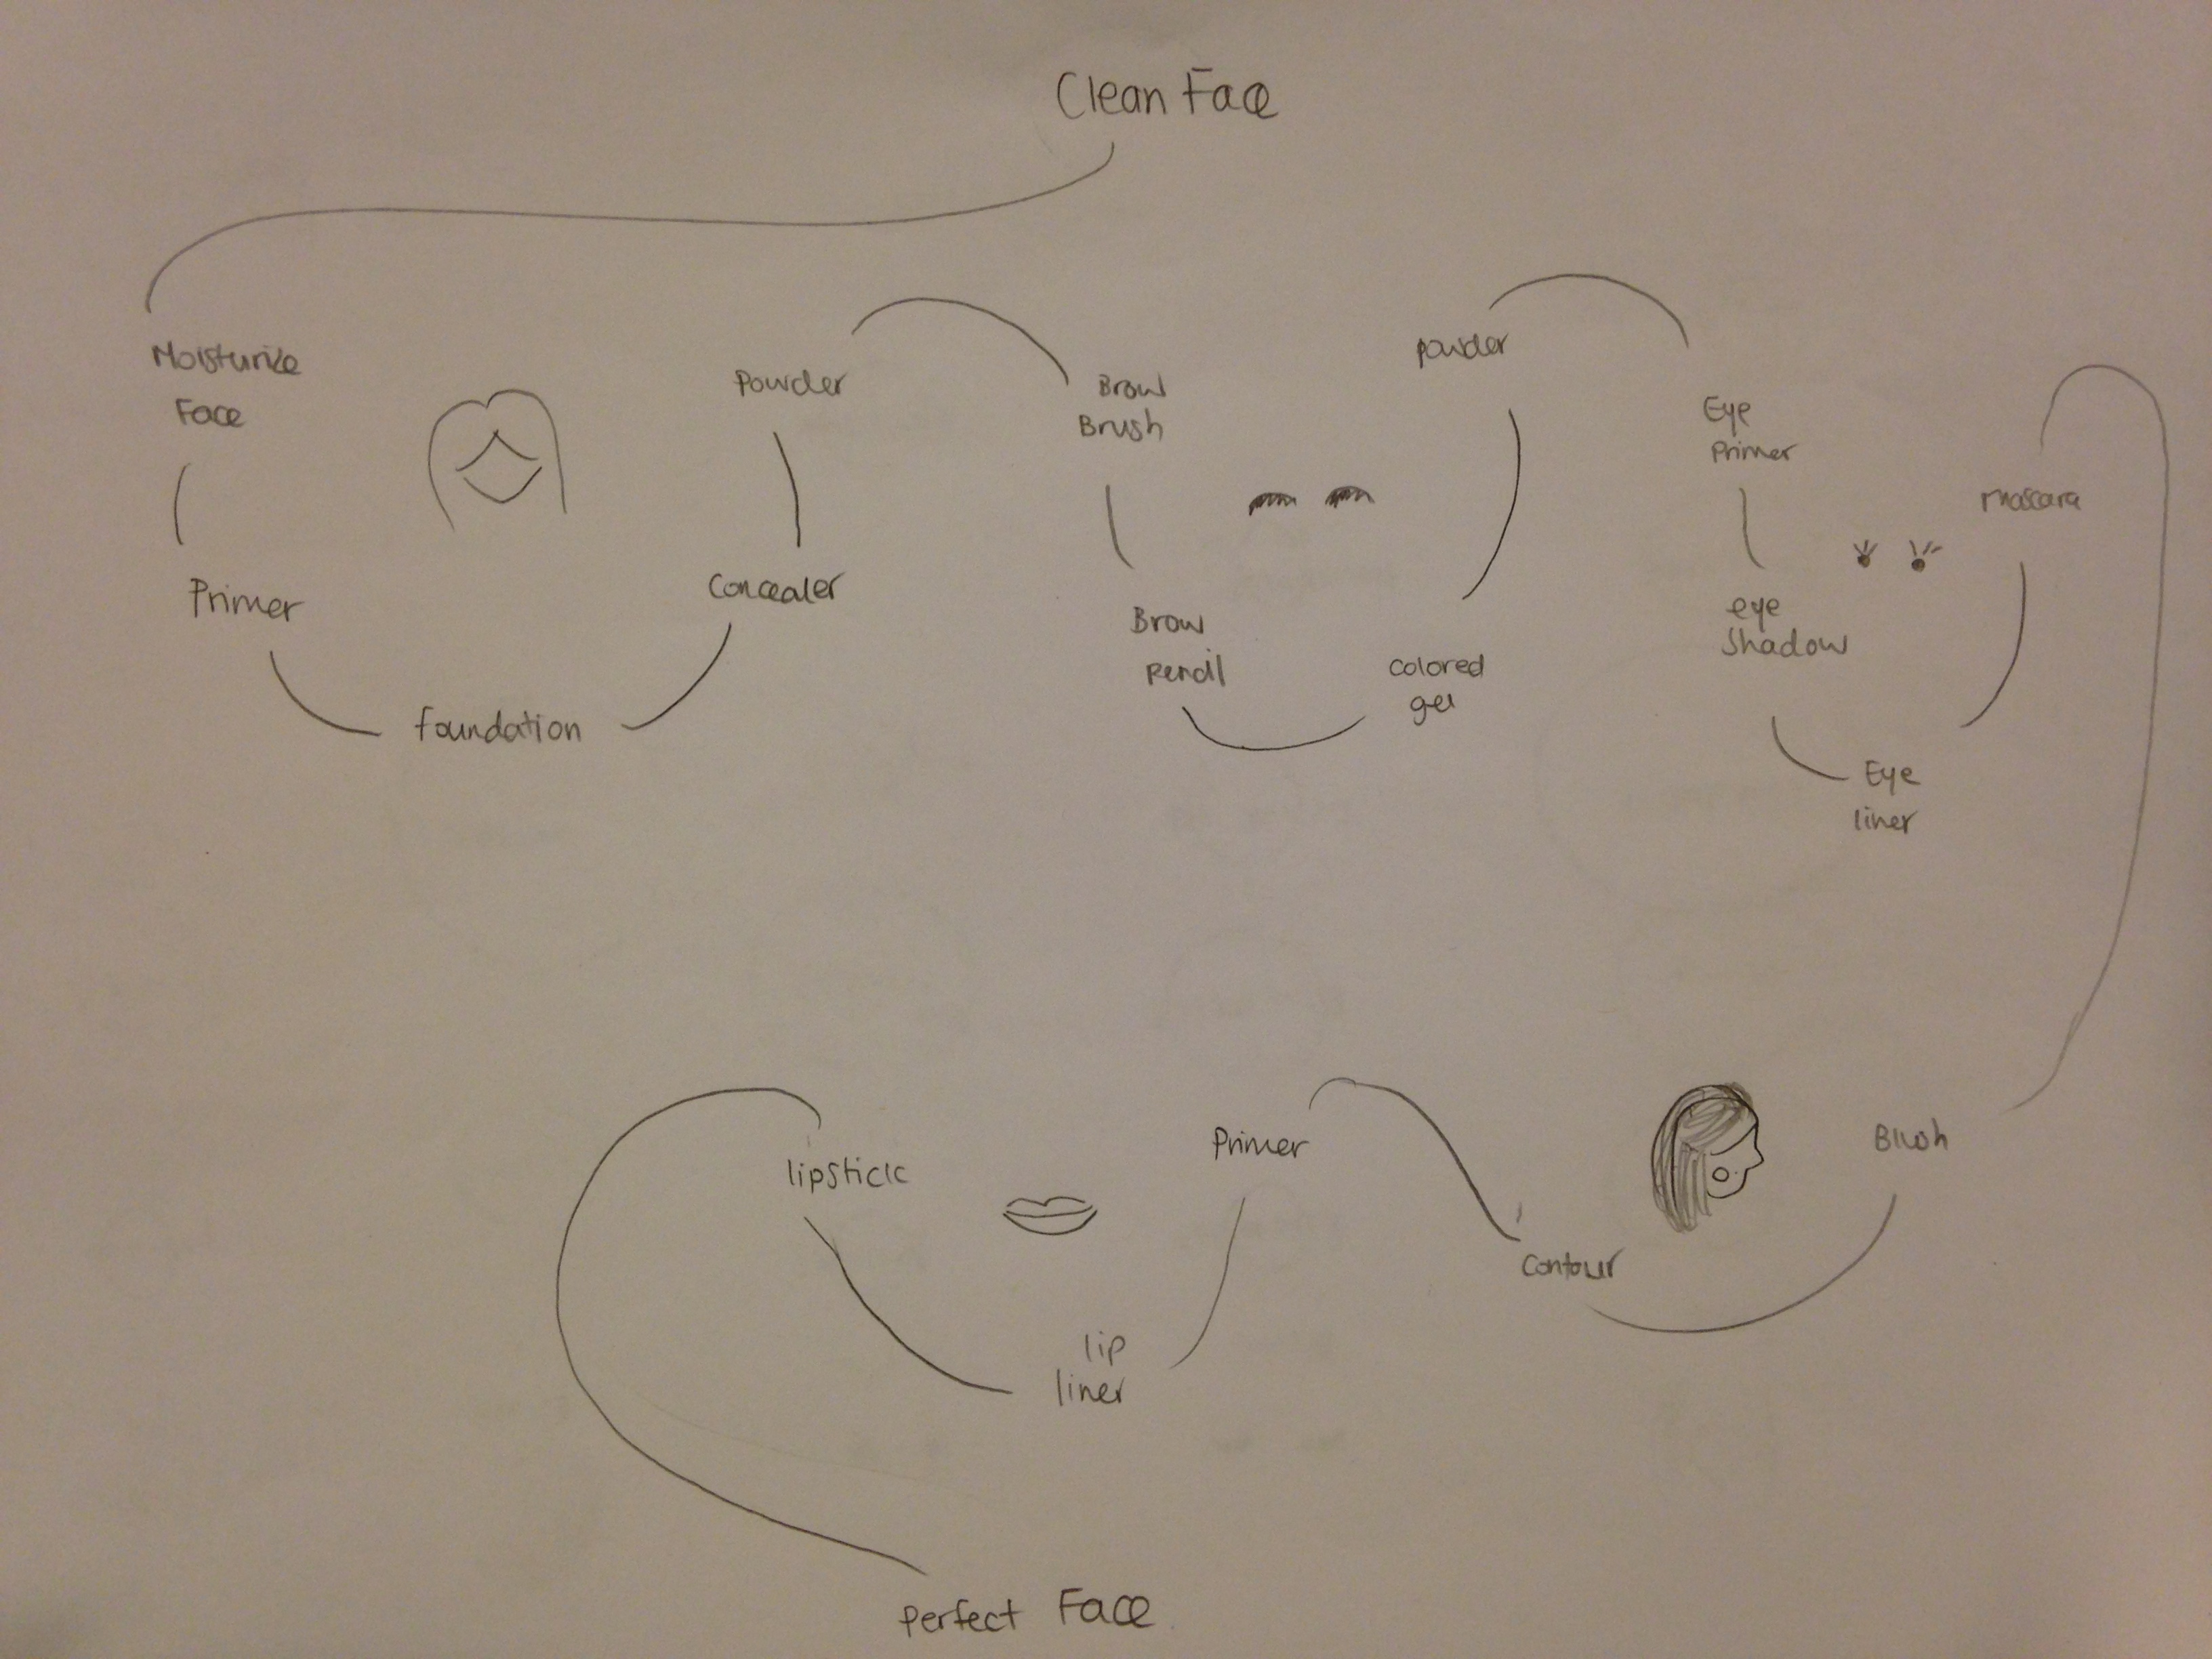 Clean Face
Moisturize
Face
Primer
foundation
Concealer
Powder
Brow
Brush
Brow
pencil
colored
gel
powder
Eye
Primer
eye
Shadow
Eye
liner
mascara
Blush
Contour
Primer
lip
liner
lipstick
perfect Face